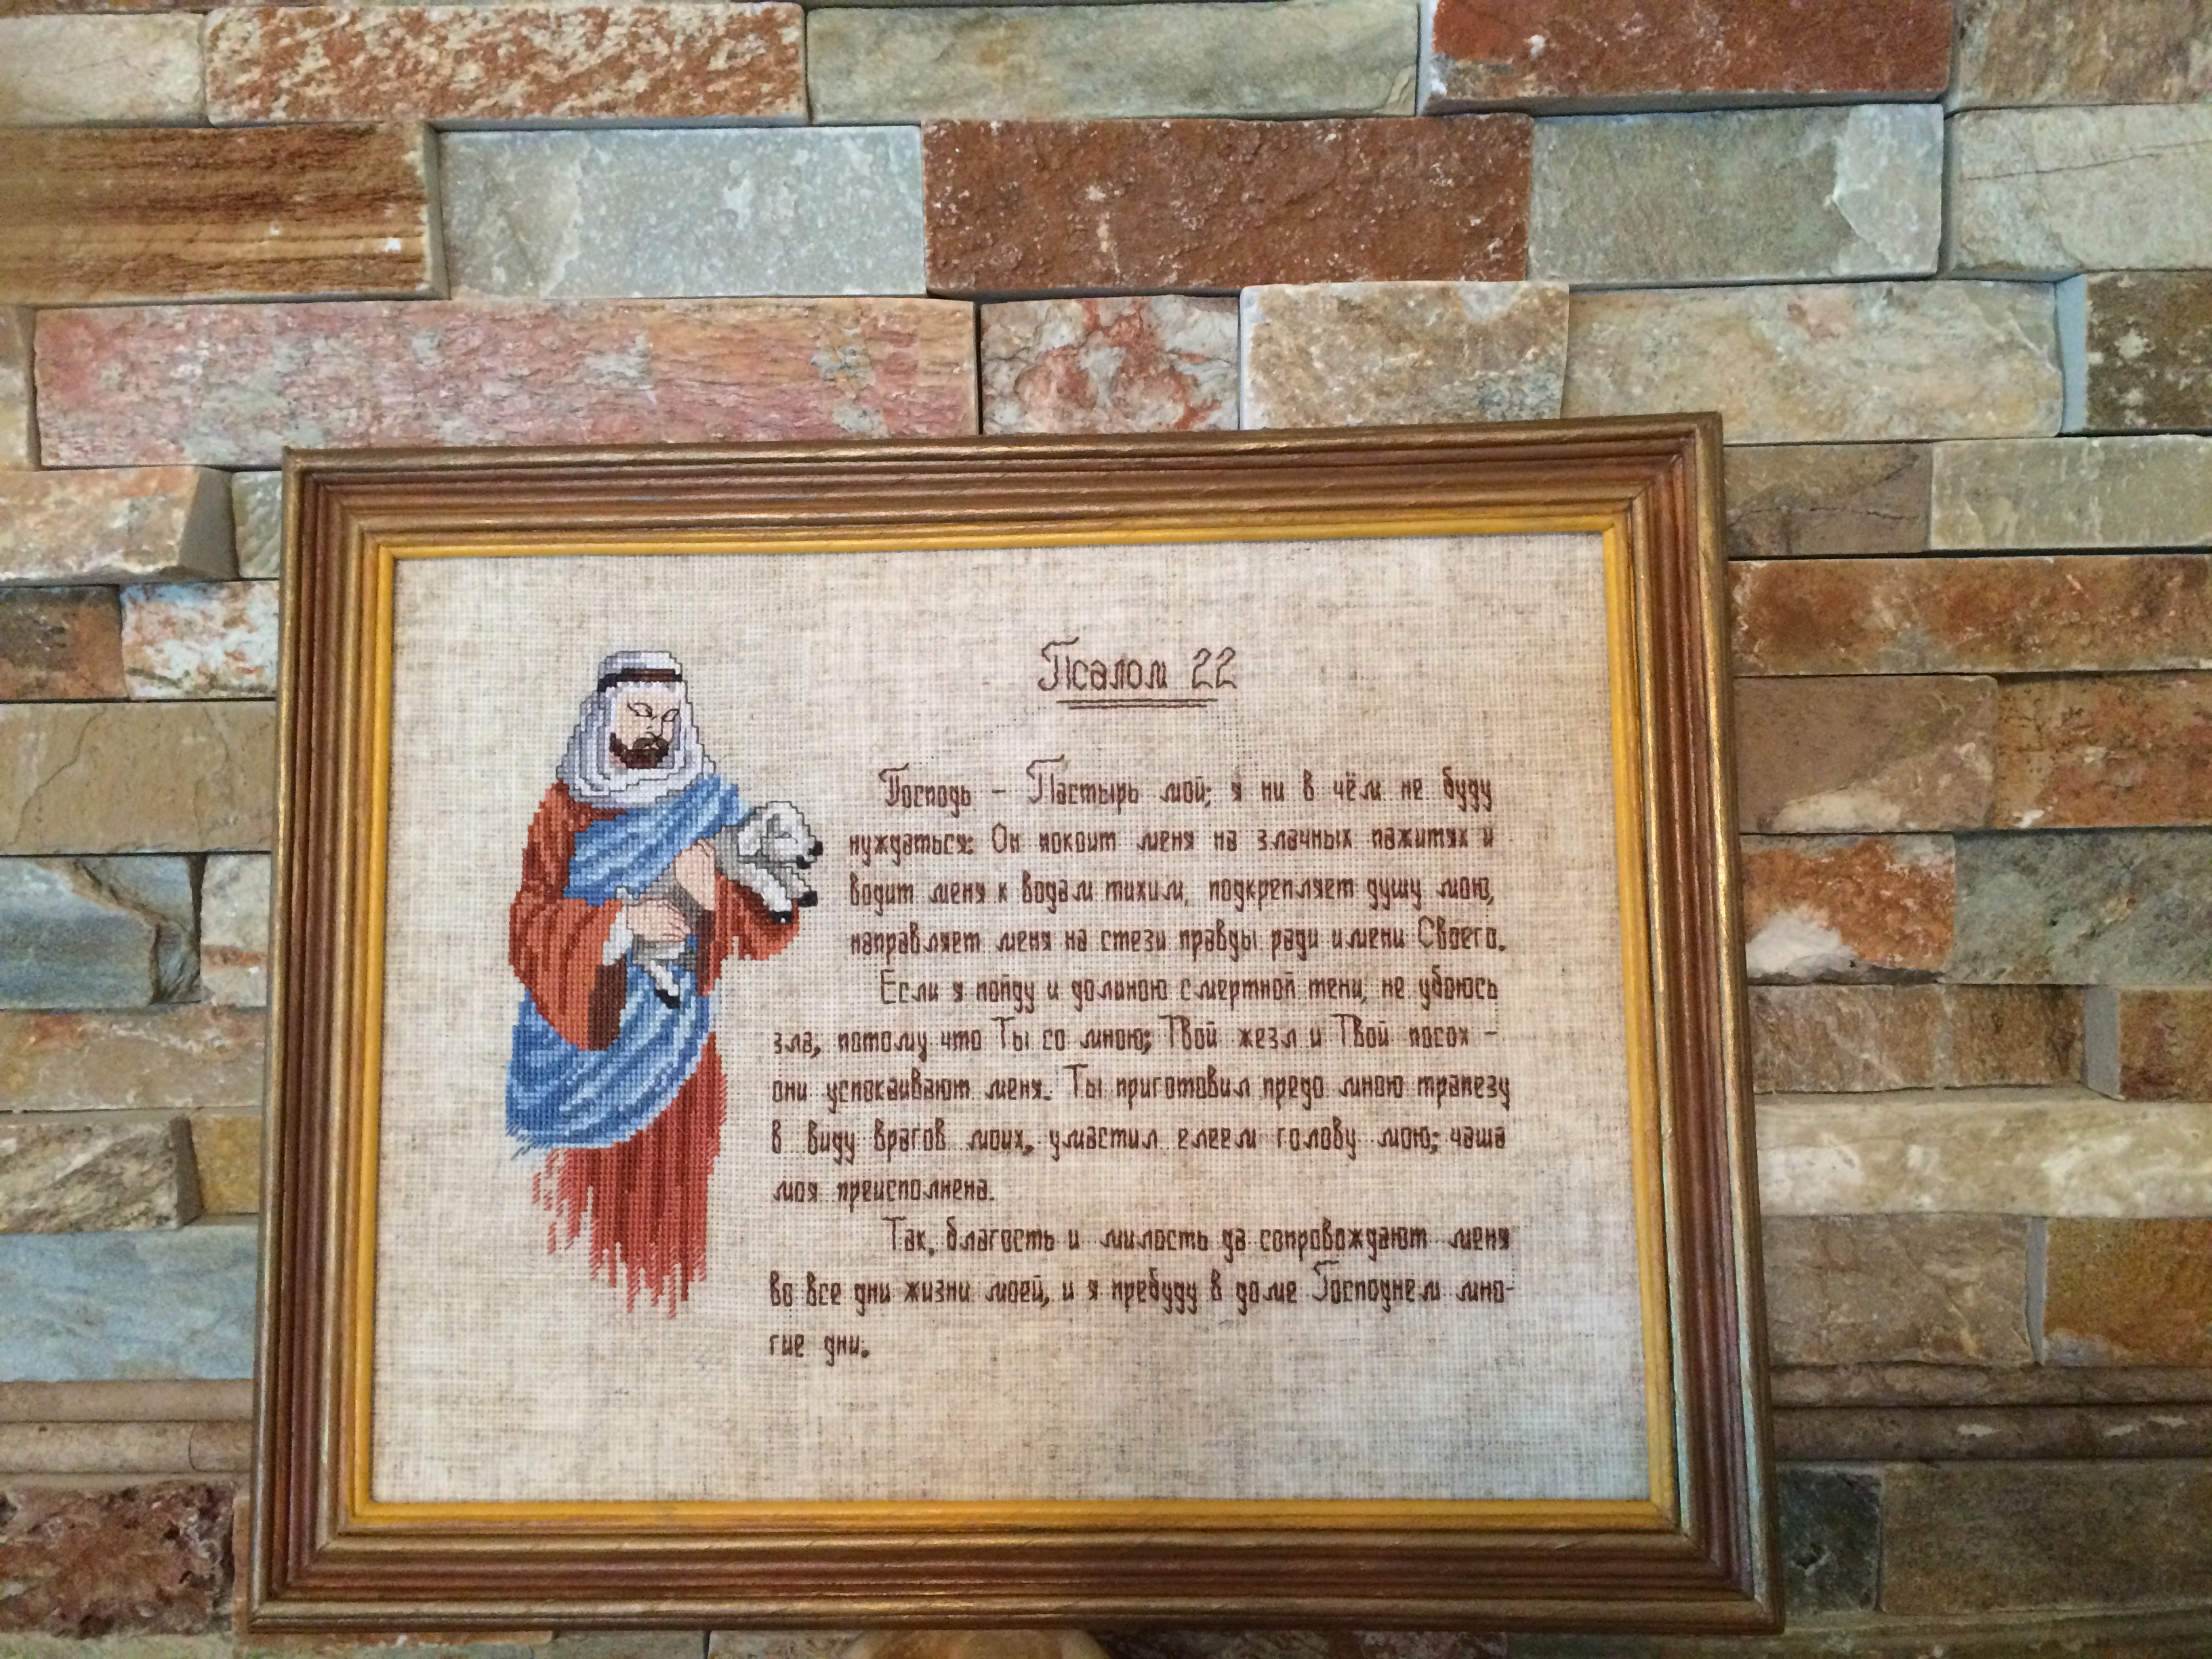 Псалом 22
Господь – Пастырь мой; я ни в чём не буду
нуждаться: Он покоит меня на злачных пажитях и
водит меня к водам тихим, подкрепляет душу мою,
направляет меня на стези правды ради имени Своего.
Если я пойду и долиною смертной тени, не убоюсь
зла, потому что Ты со мною; Твой жезл и Твой посох –
они успокаивают меня. Ты приготовил предо мною трапезу
в виду врагов моих, умастил елеем голову мою; чаша
моя преисполнена.
Так, благость и милость да сопровождают меня
во все дни жизни моей, и я пребуду в доме Господнем мно-
гие дни.